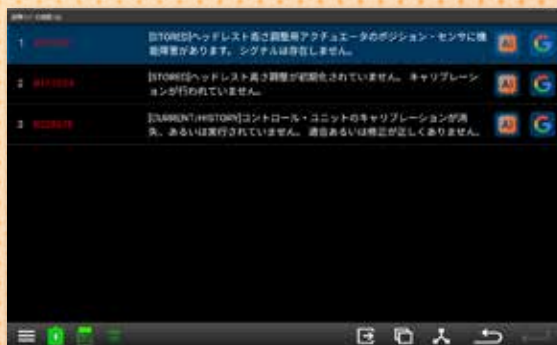 1
[STORED]ヘッドレスト高さ調整用アクチュエータのポジション・センサに機
能障害があります。 シグナルは存在しません。
AI G
2
[STORED]ヘッドレスト高さ調整が初期化されていません。 キャリブレーシ
ョンが行われていません。
AI G
3
[CURRENT/HISTORY]コントロール・ユニットのキャリブレーションが消
失、あるいは実行されていません。 適合あるいは修正が正しくありません。
AI G